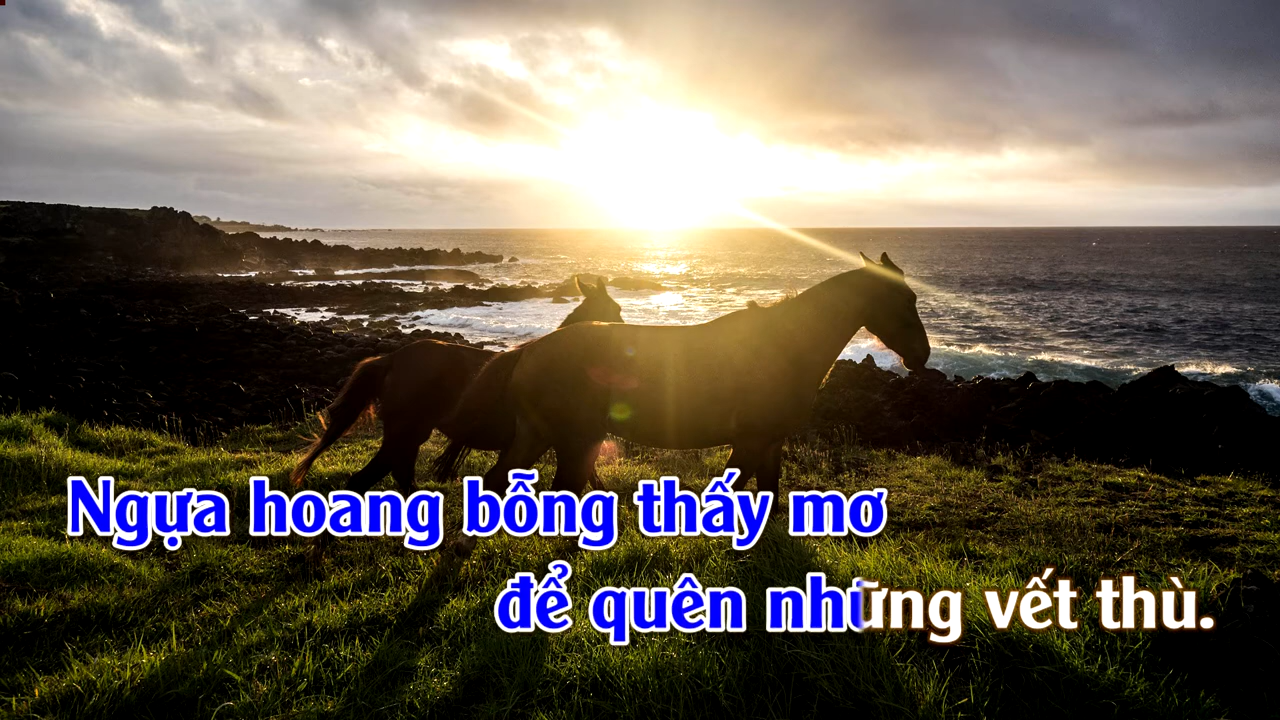 Ngựa hoang bỗng thấy mơ
để quên những vết thù.